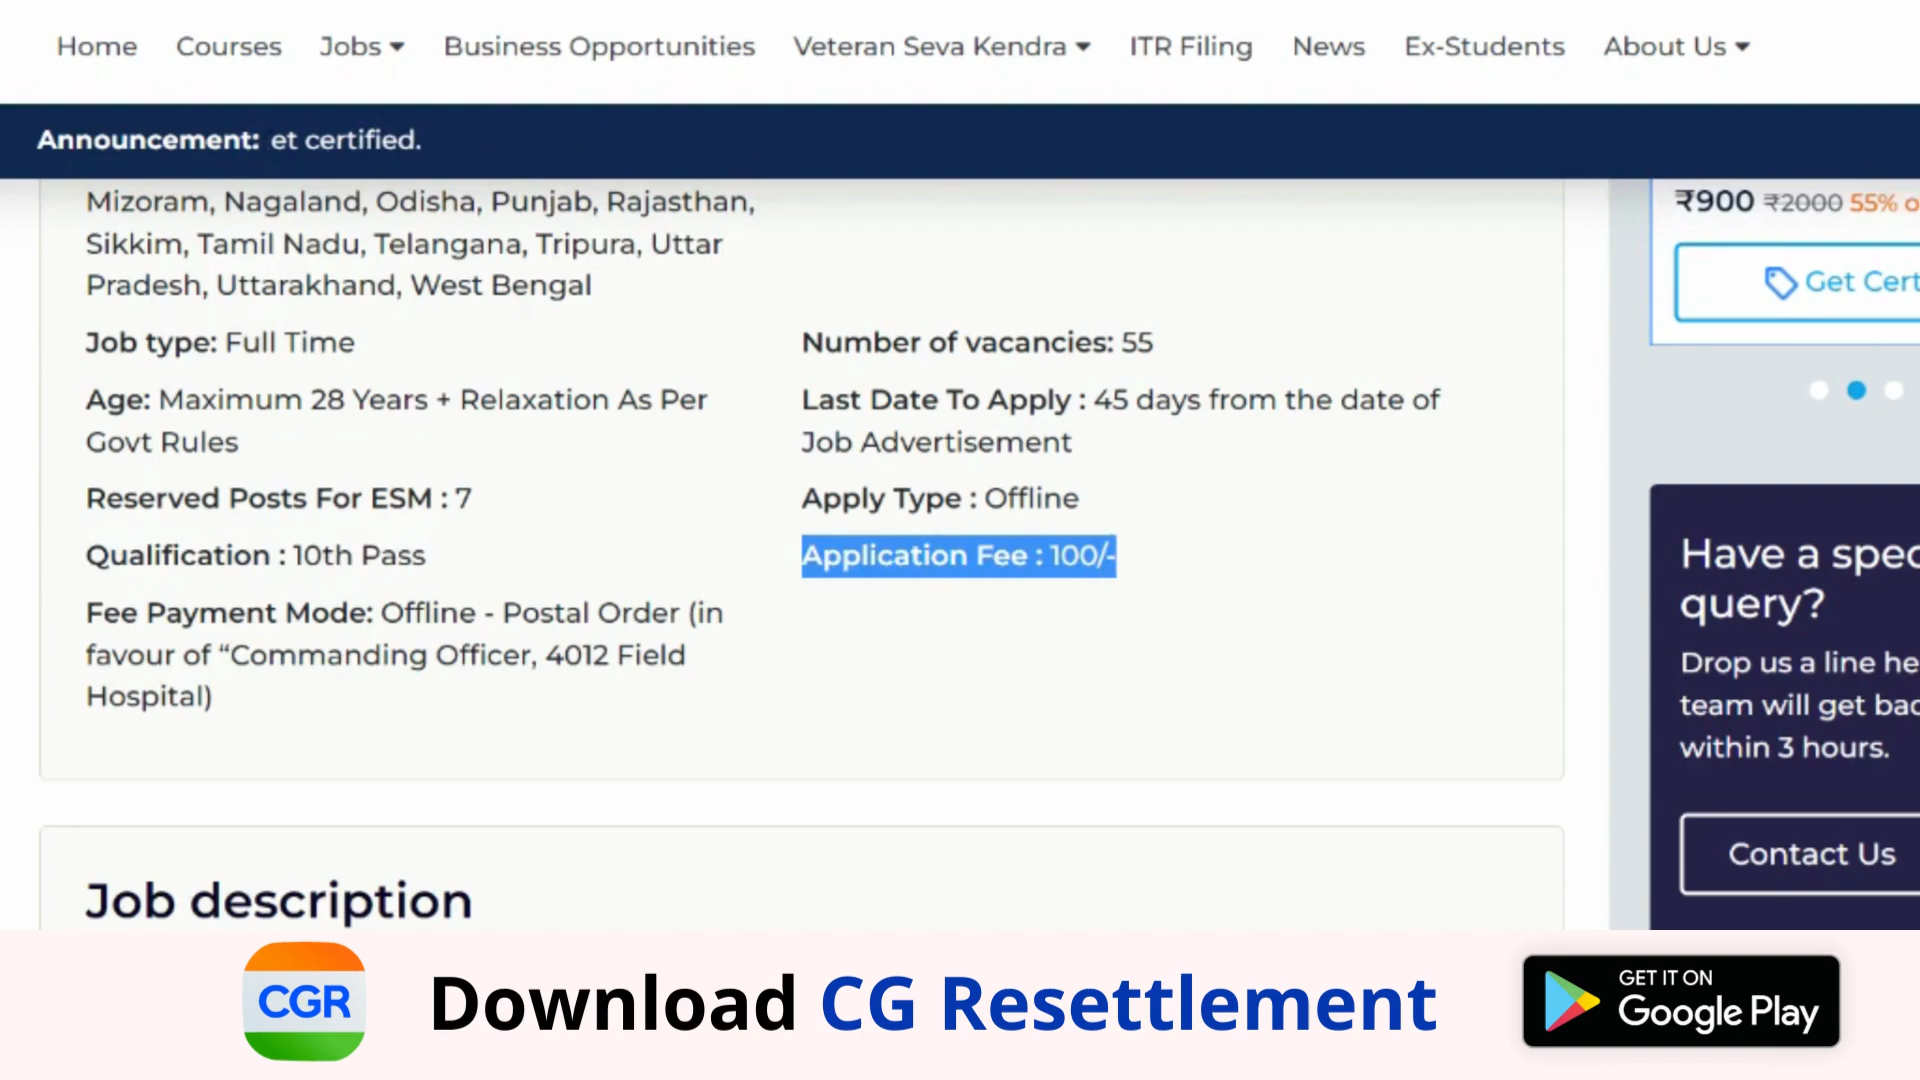 Home Courses Jobs Business Opportunities Veteran Seva Kendra ITR Filing News Ex-Students About Us
Announcement: et certified.
Mizoram, Nagaland, Odisha, Punjab, Rajasthan,
Sikkim, Tamil Nadu, Telangana, Tripura, Uttar
Pradesh, Uttarakhand, West Bengal
Job type: Full Time
Number of vacancies: 55
Age: Maximum 28 Years + Relaxation As Per
Govt Rules
Last Date To Apply : 45 days from the date of
Job Advertisement
Reserved Posts For ESM : 7
Apply Type : Offline
Qualification : 10th Pass
Application Fee : 100/-
Fee Payment Mode: Offline - Postal Order (in
favour of “Commanding Officer, 4012 Field
Hospital)
Job description
₹900 ₹2000 55% o
Get Cert
Have a spec
query?
Drop us a line he
team will get bac
within 3 hours.
Contact Us
CGR
Download CG Resettlement
GET IT ON
Google Play